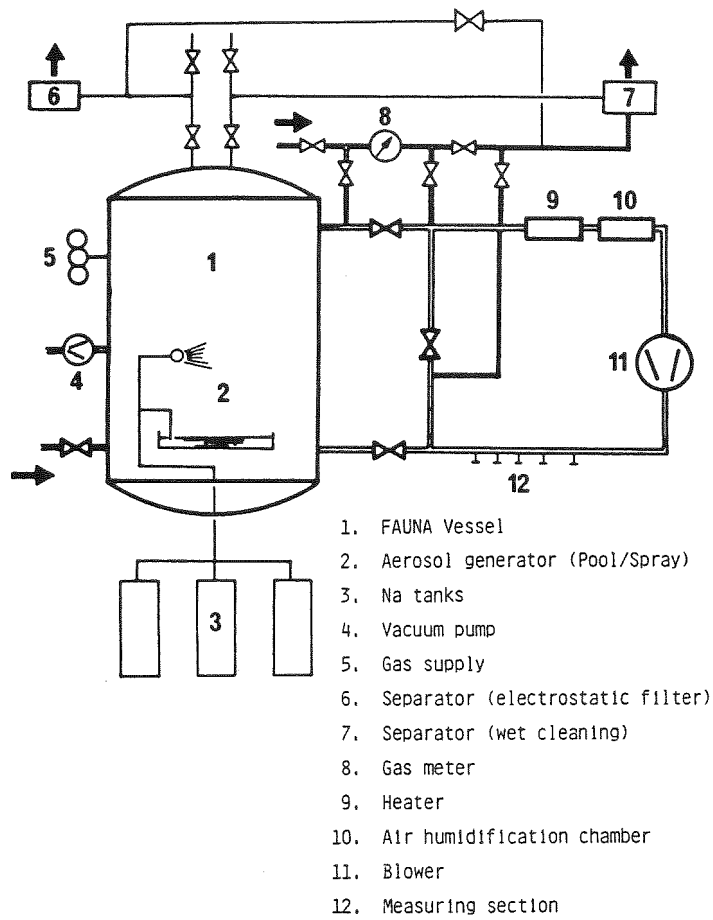 6
7
8
9
10
5
1
11
4
2
12
3
1. FAUNA Vessel
2. Aerosol generator (Pool/Spray)
3. Na tanks
4. Vacuum pump
5. Gas supply
6. Separator (electrostatic filter)
7. Separator (wet cleaning)
8. Gas meter
9. Heater
10. Air humidification chamber
11. Blower
12. Measuring section